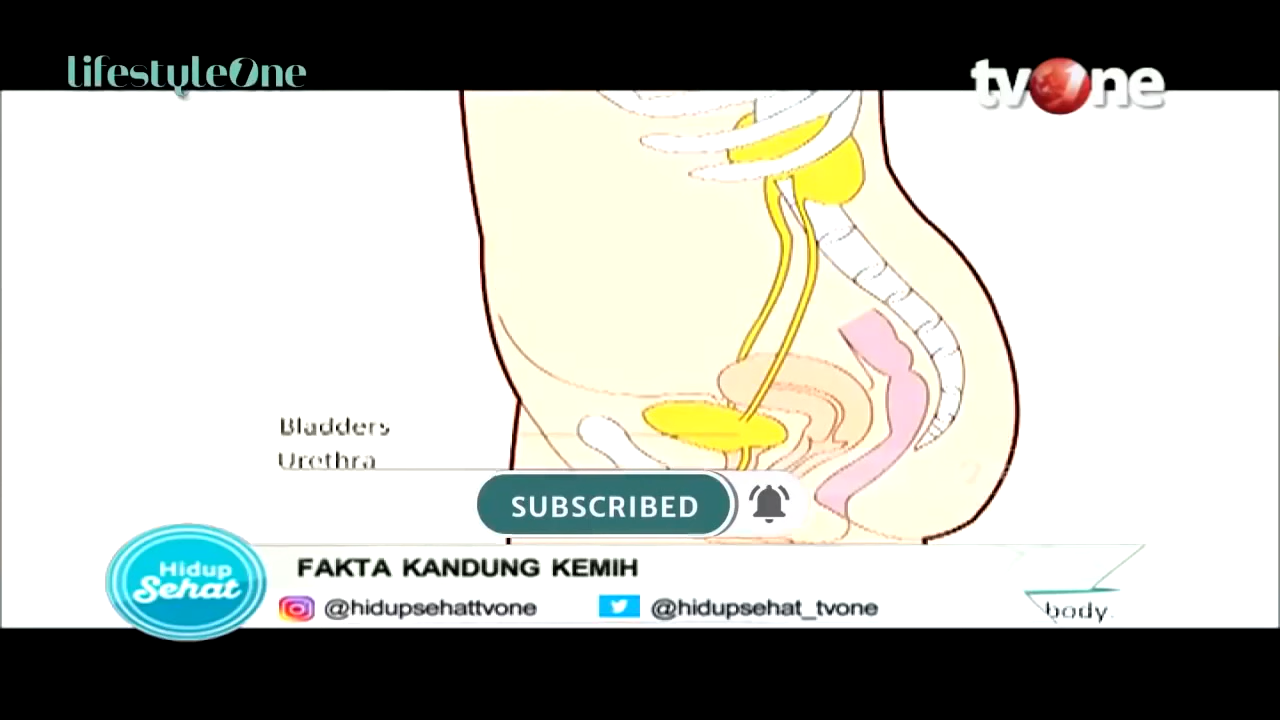 lifestyleOne
tvOne
Bladders
Urethra
SUBSCRIBED
Hidup
Sehat
FAKTA KANDUNG KEMIH
@hidupsehattvone
@hidupsehat_tvone
body.